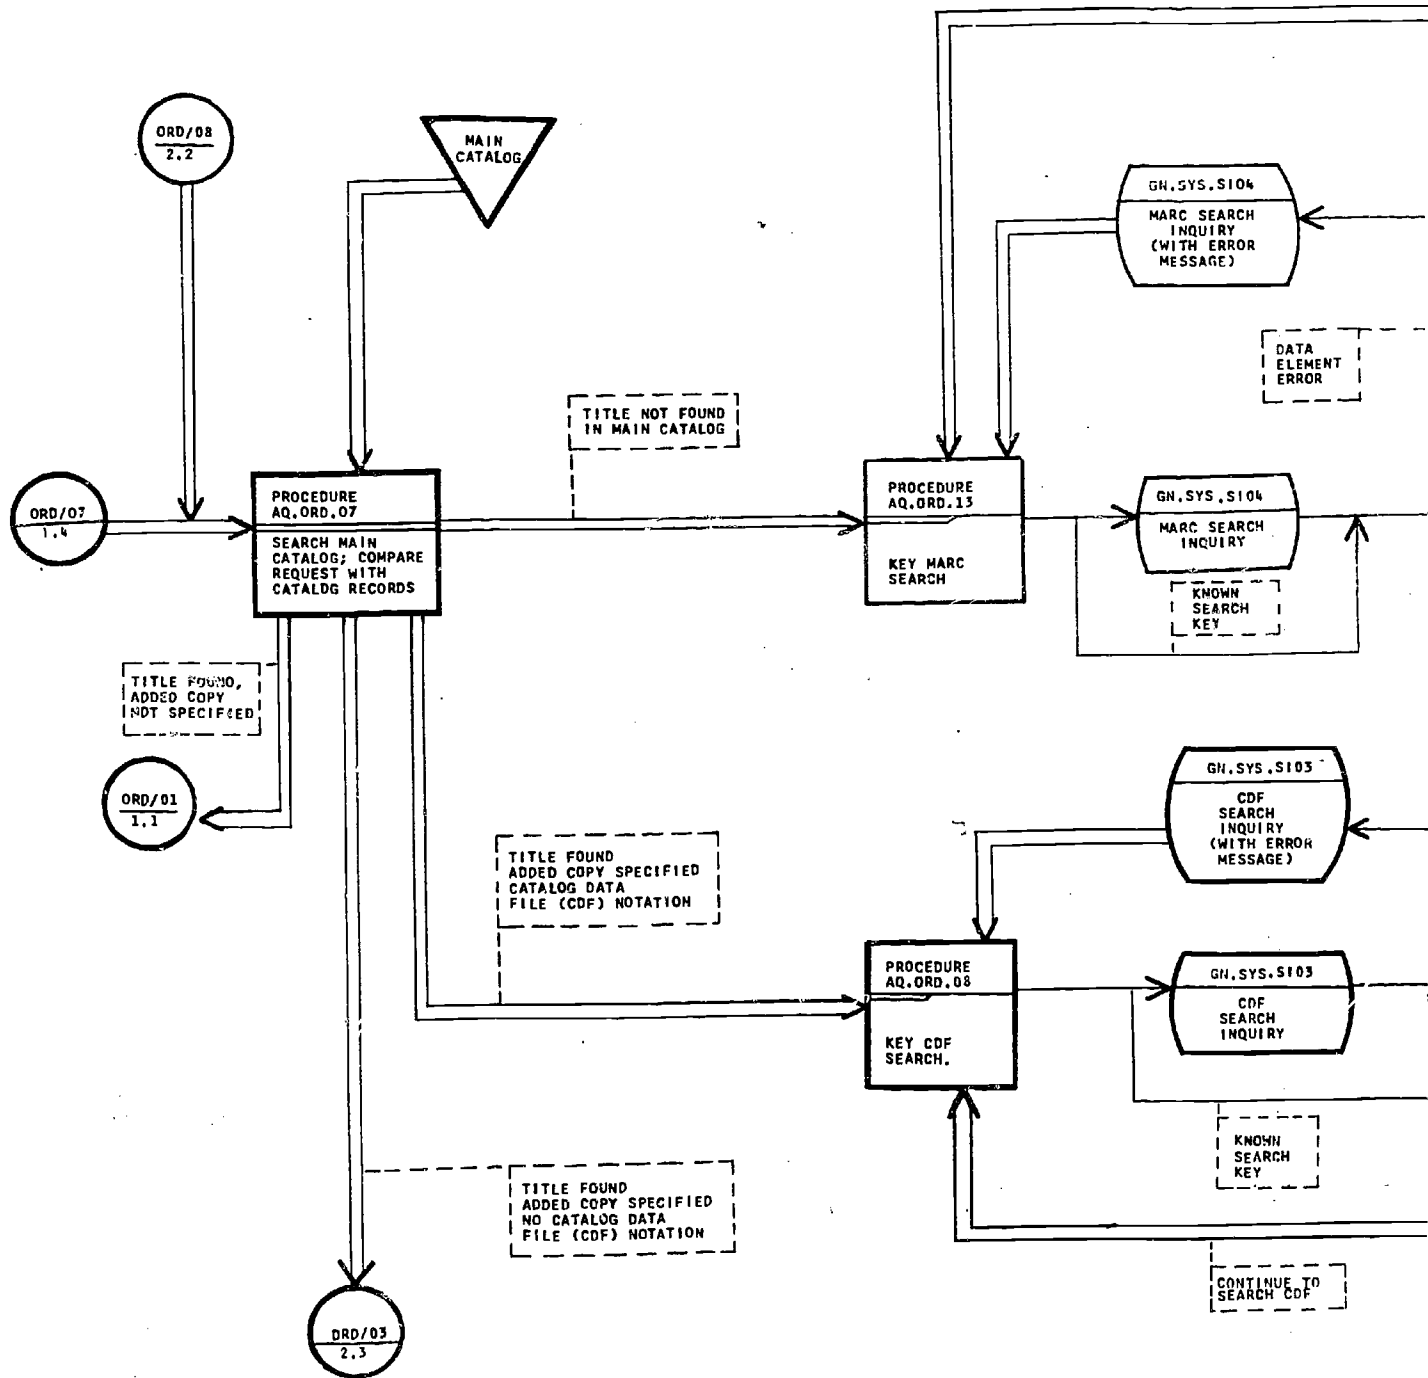 ORD/08
2.2
MAIN
CATALOG
GN.SYS.SI04
MARC SEARCH
INQUIRY
(WITH ERROR
MESSAGE)
DATA
ELEMENT
ERROR
TITLE NOT FOUND
IN MAIN CATALOG
ORD/07
1.4
PROCEDURE
AQ.ORD.07
SEARCH MAIN
CATALOG; COMPARE
REQUEST WITH
CATALOG RECORDS
PROCEDURE
AQ.ORD.13
KEY MARC
SEARCH
GN.SYS.SI04
MARC SEARCH
INQUIRY
KNOWN
SEARCH
KEY
TITLE FOUND,
ADDED COPY
NOT SPECIFIED
ORD/01
1.1
GN.SYS.SI03
CDF
SEARCH
INQUIRY
(WITH ERROR
MESSAGE)
TITLE FOUND
ADDED COPY SPECIFIED
CATALOG DATA
FILE (CDF) NOTATION
PROCEDURE
AQ.ORD.08
KEY CDF
SEARCH.
GN.SYS.SI03
CDF
SEARCH
INQUIRY
KNOWN
SEARCH
KEY
TITLE FOUND
ADDED COPY SPECIFIED
NO CATALOG DATA
FILE (CDF) NOTATION
CONTINUE TO
SEARCH CDF
ORD/03
2.3